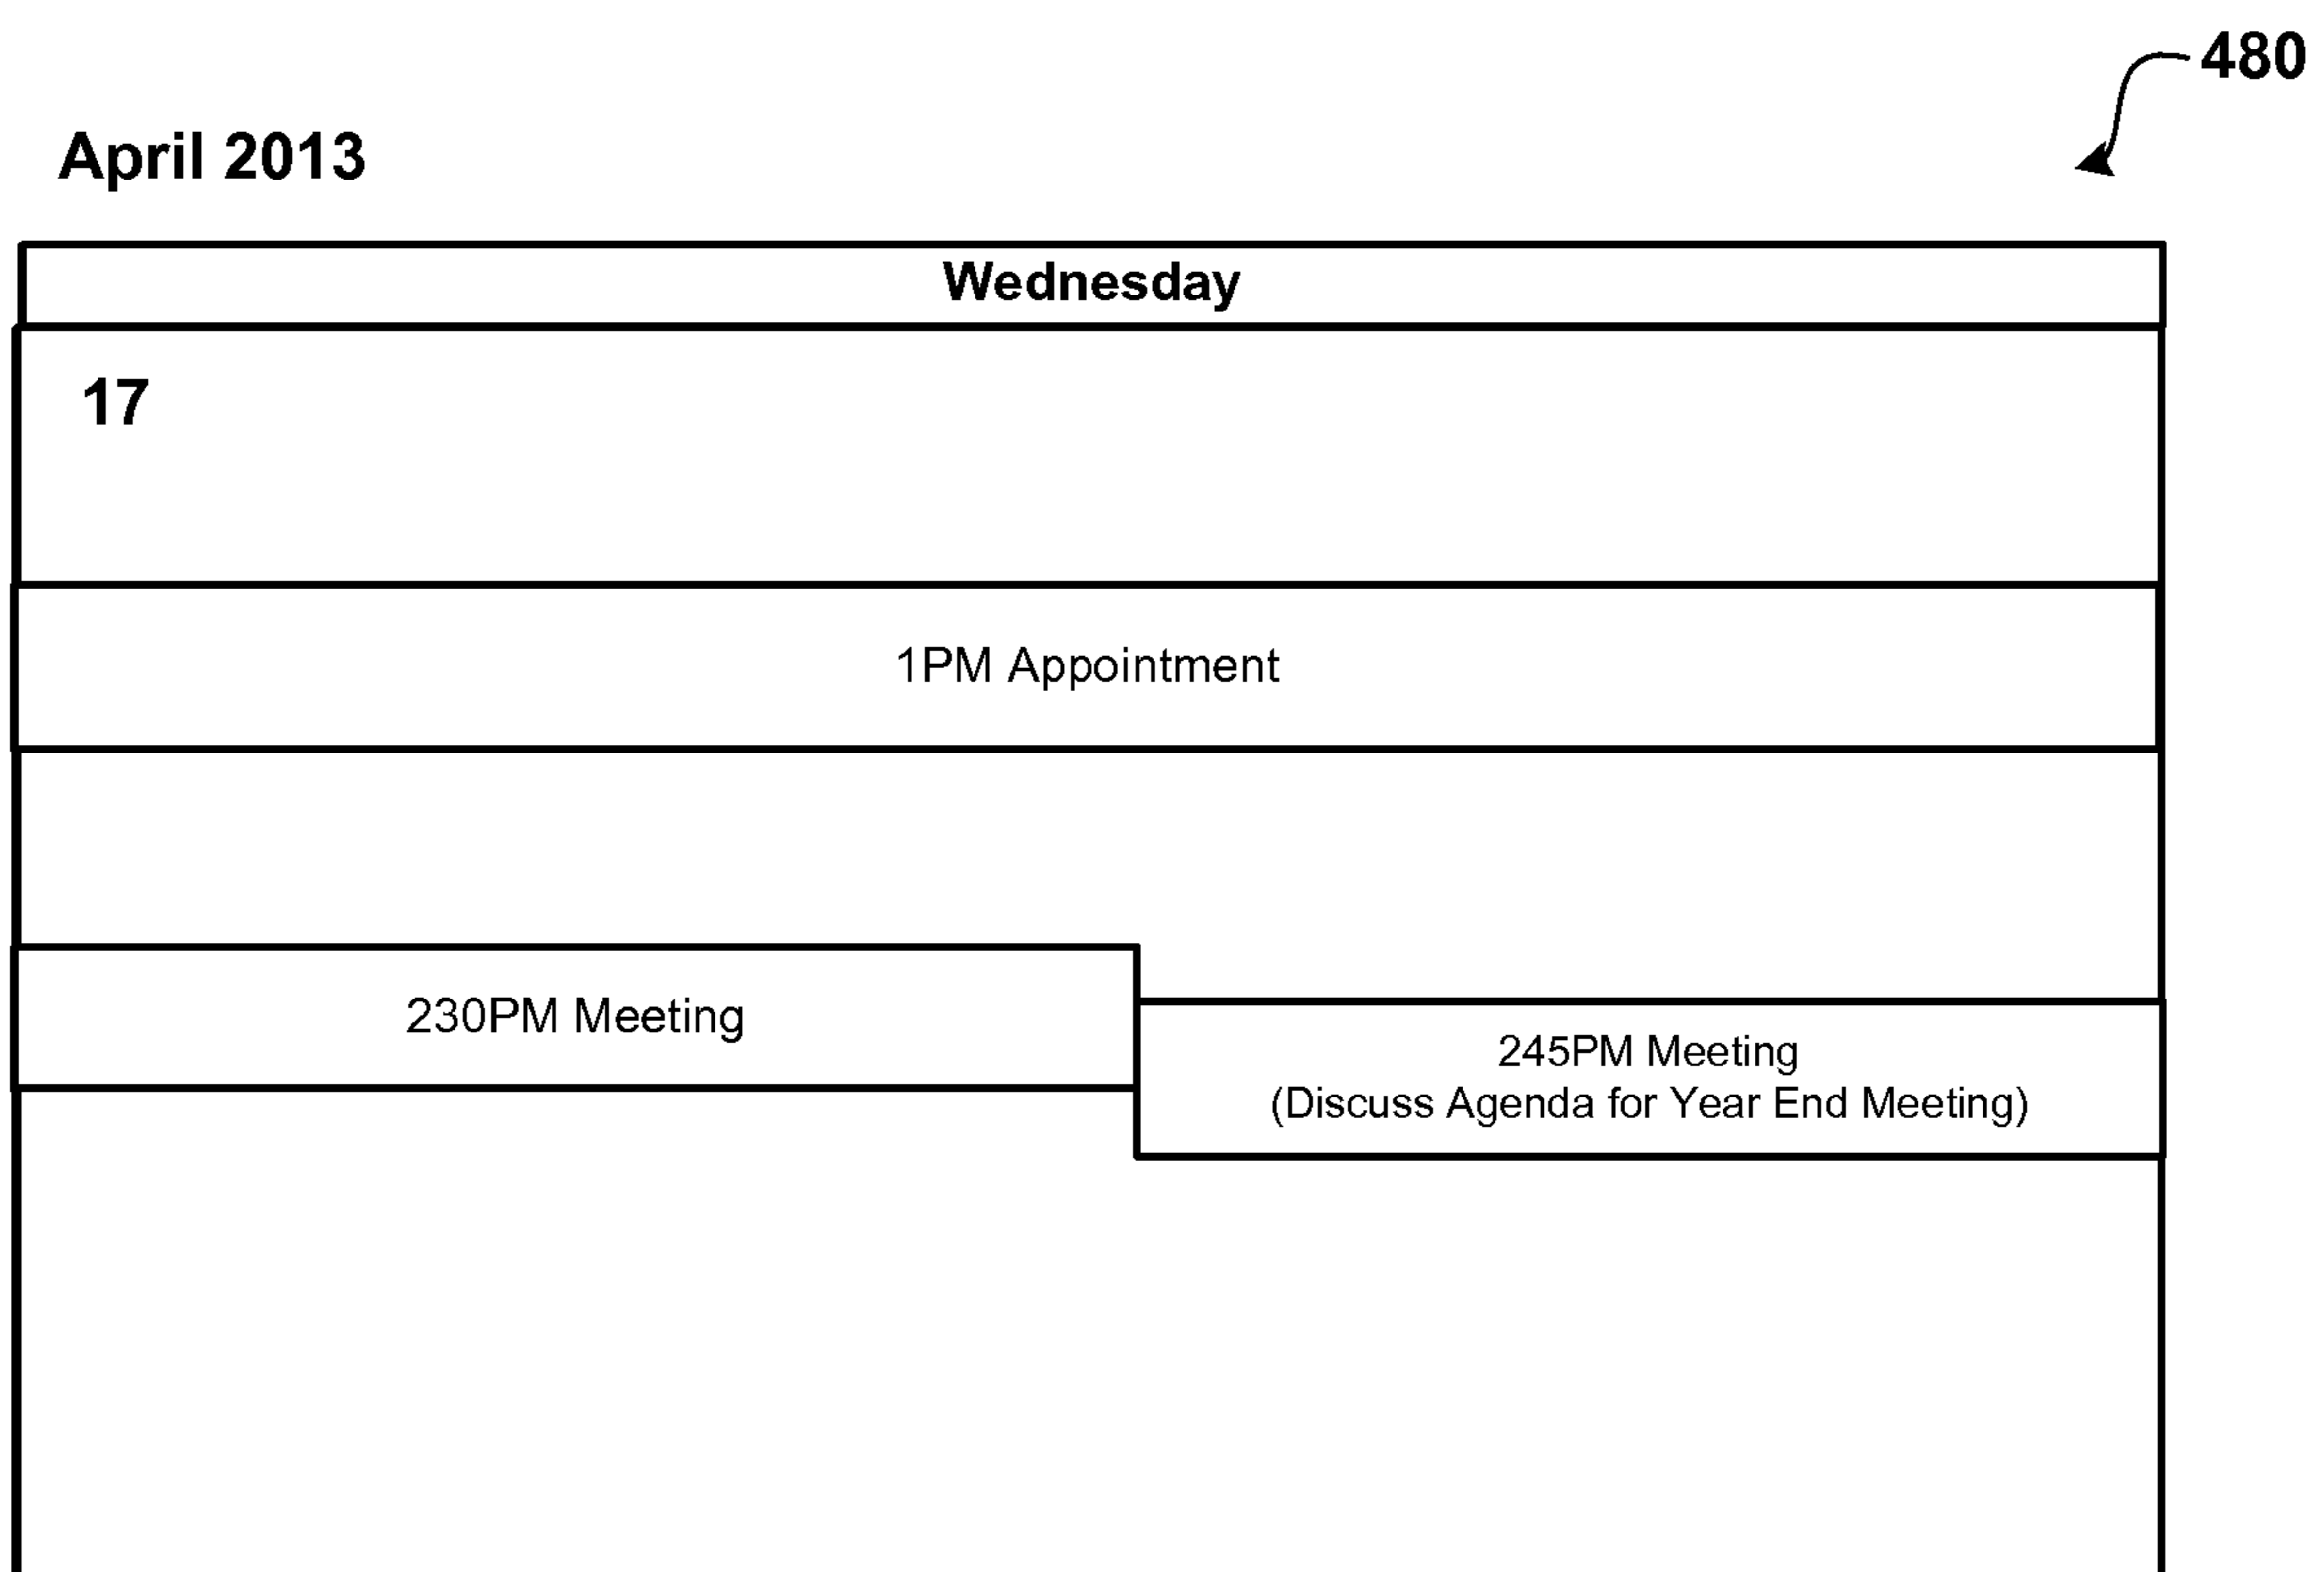 480
April 2013
Wednesday
17
1PM Appointment
230PM Meeting
245PM Meeting
(Discuss Agenda for Year End Meeting)